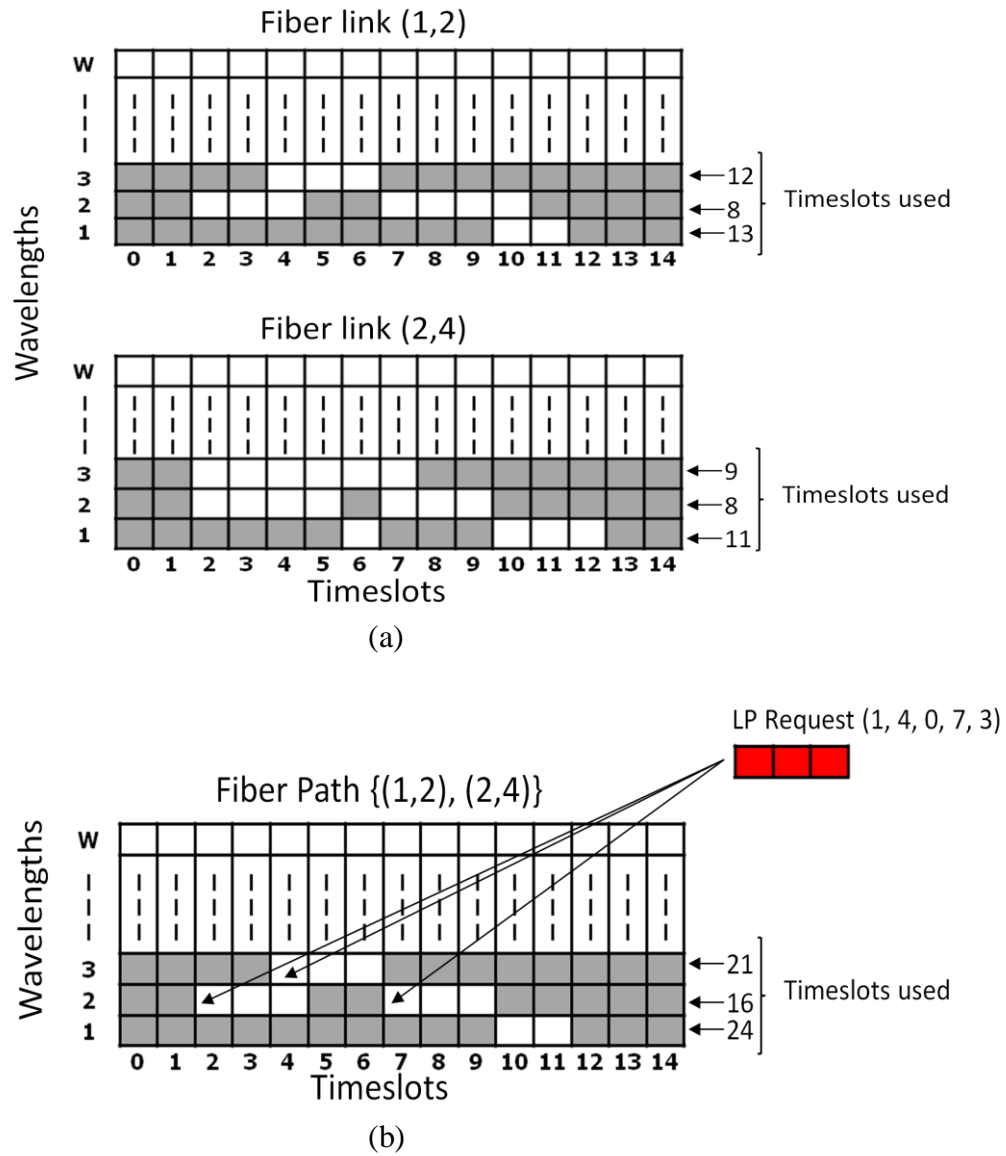 Fiber link (1,2)
W
3
2
1
0 1 2 3 4 5 6 7 8 9 10 11 12 13 14
12
8
13
Timeslots used
Wavelengths
Fiber link (2,4)
W
3
2
1
0 1 2 3 4 5 6 7 8 9 10 11 12 13 14
9
8
11
Timeslots used
Timeslots
(a)
LP Request (1, 4, 0, 7, 3)
Fiber Path {(1,2), (2,4)}
W
3
2
1
0 1 2 3 4 5 6 7 8 9 10 11 12 13 14
21
16
24
Timeslots used
Wavelengths
Timeslots
(b)